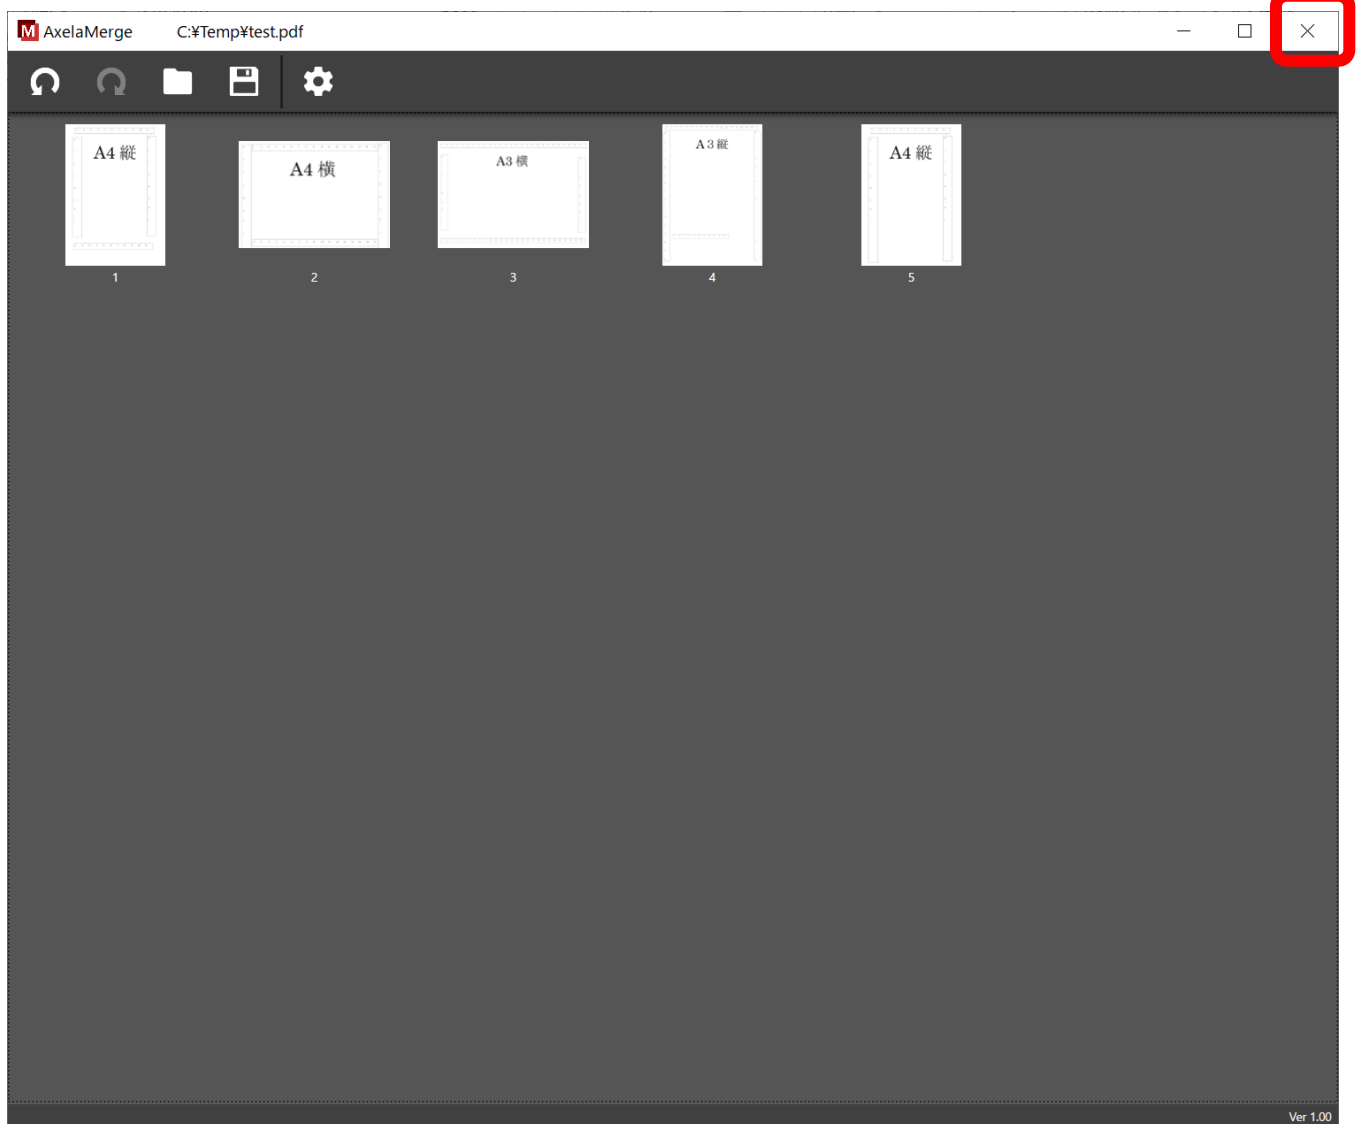 M AxelaMerge C:¥Temp¥test.pdf
A4 縦
A4 横
A3 横
A3 縦
A4 縦
1
2
3
4
5
Ver 1.00